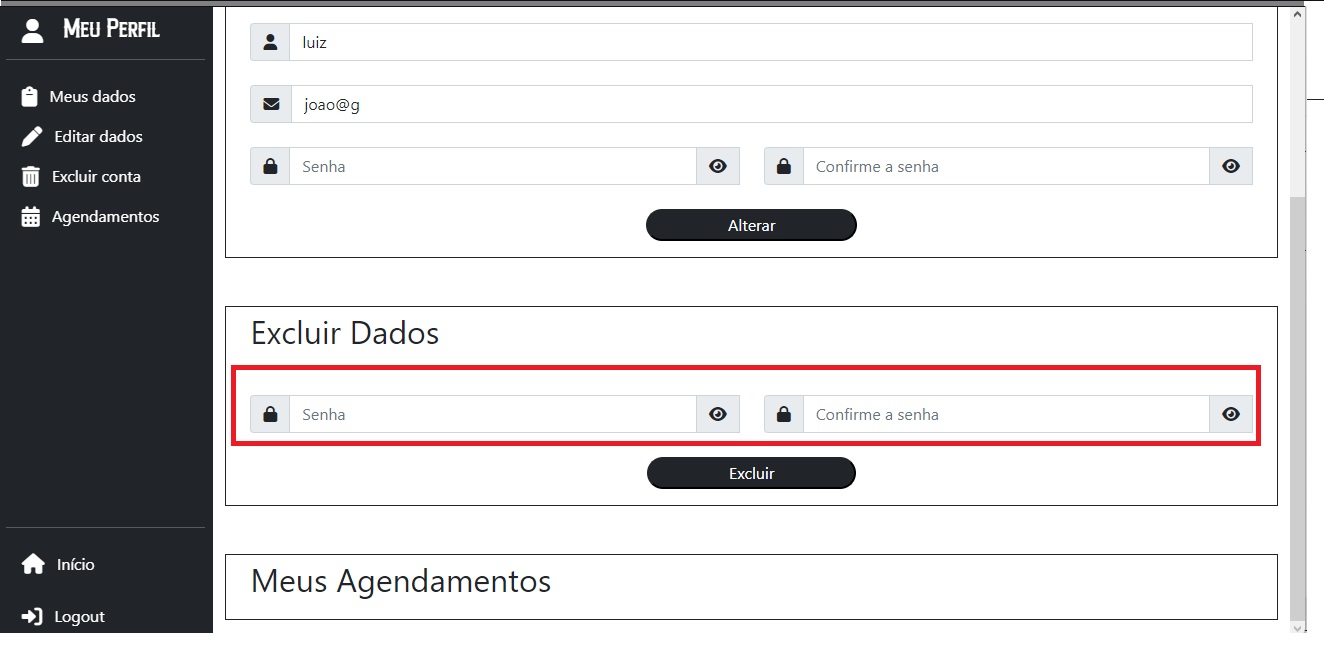 Meu Perfil
Meus dados
Editar dados
Excluir conta
Agendamentos
Início
Logout
luiz
joao@g
Senha Confirme a senha
Alterar
Excluir Dados
Senha Confirme a senha
Excluir
Meus Agendamentos